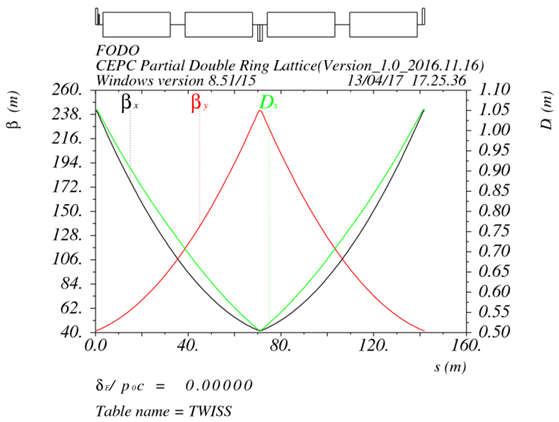 FODO
CEPC Partial Double Ring Lattice(Version_1.0_2016.11.16)
Windows version 8.51/15 13/04/17 17.25.36
β (m)
260.
238.
216.
194.
172.
150.
128.
106.
84.
62.
40.
βx βy Dx
1.10
1.05
1.00
0.95
0.90
0.85
0.80
0.75
0.70
0.65
0.60
0.55
0.50
D (m)
0.0 40. 80. 120. 160.
s (m)
δE/ p0c = 0.00000
Table name = TWISS